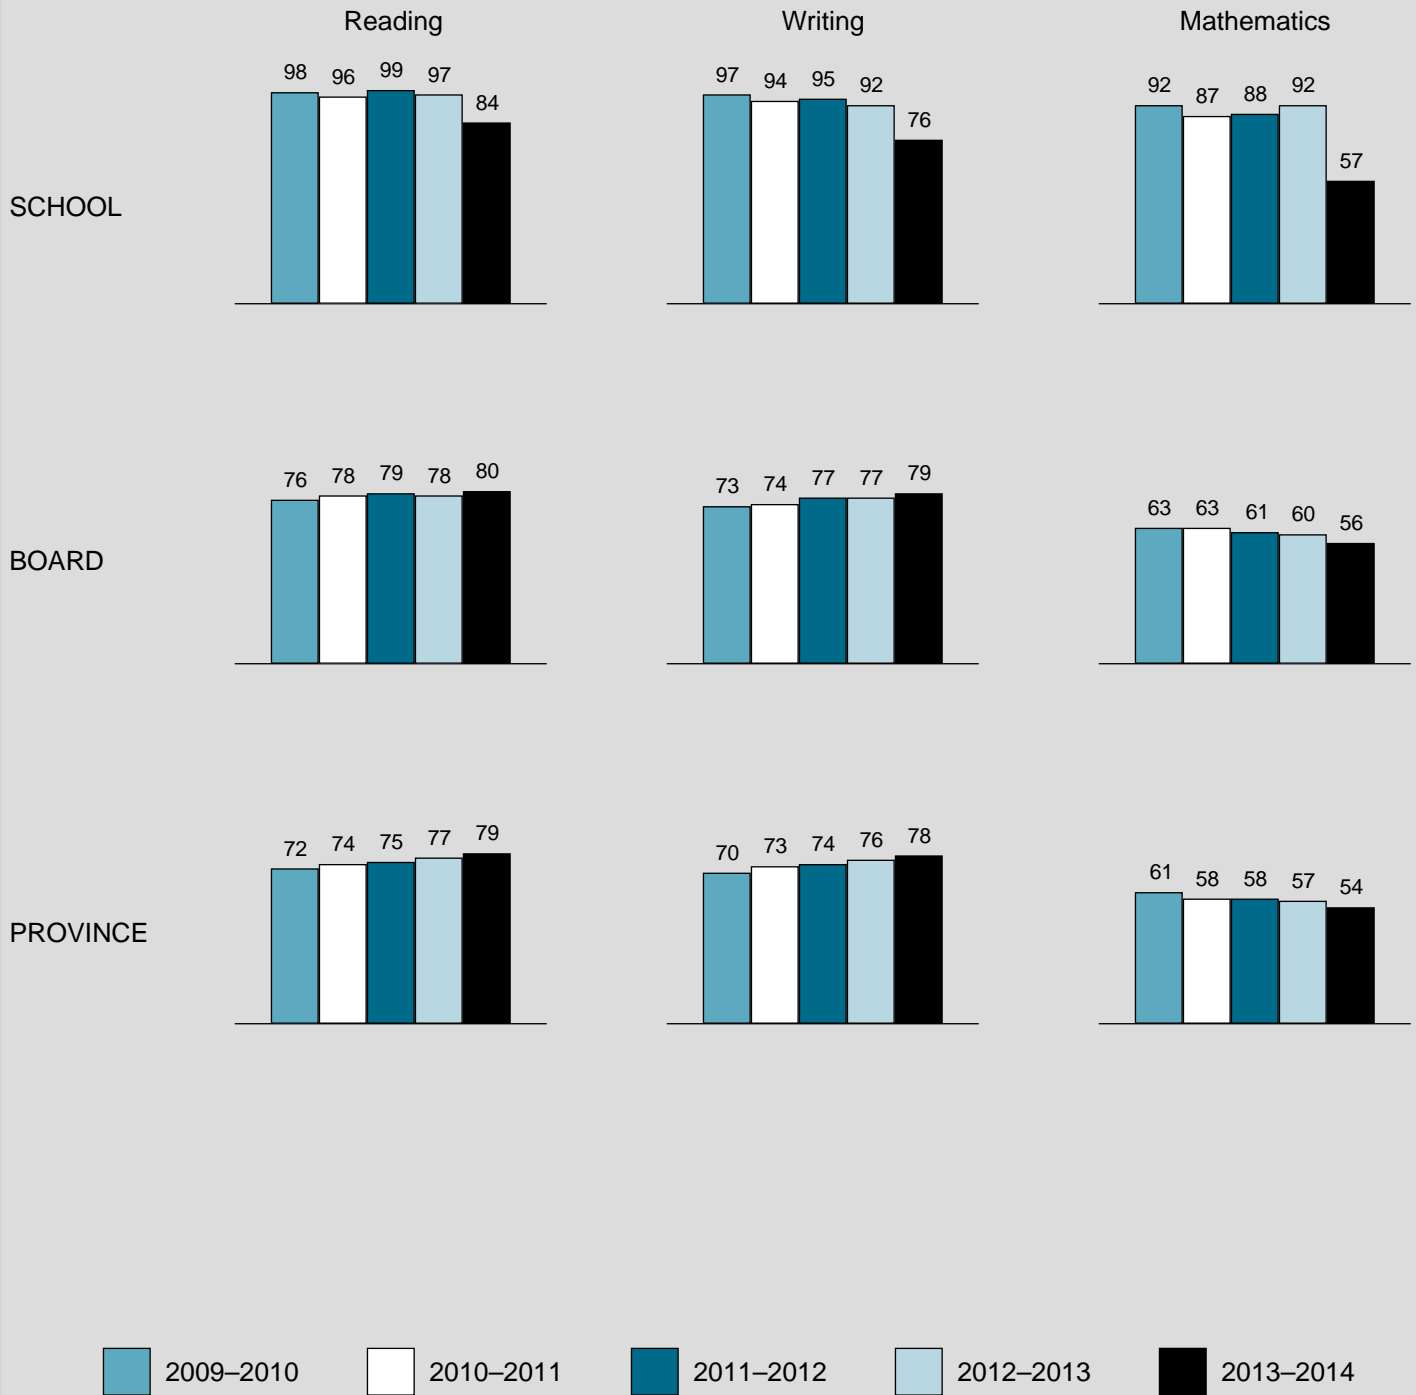 Reading Writing Mathematics
98 96 99 97 84
97 94 95 92 76
92 87 88 92 57
SCHOOL
76 78 79 78 80
73 74 77 77 79
63 63 61 60 56
BOARD
72 74 75 77 79
70 73 74 76 78
61 58 58 57 54
PROVINCE
2009–2010 2010–2011 2011–2012 2012–2013 2013–2014